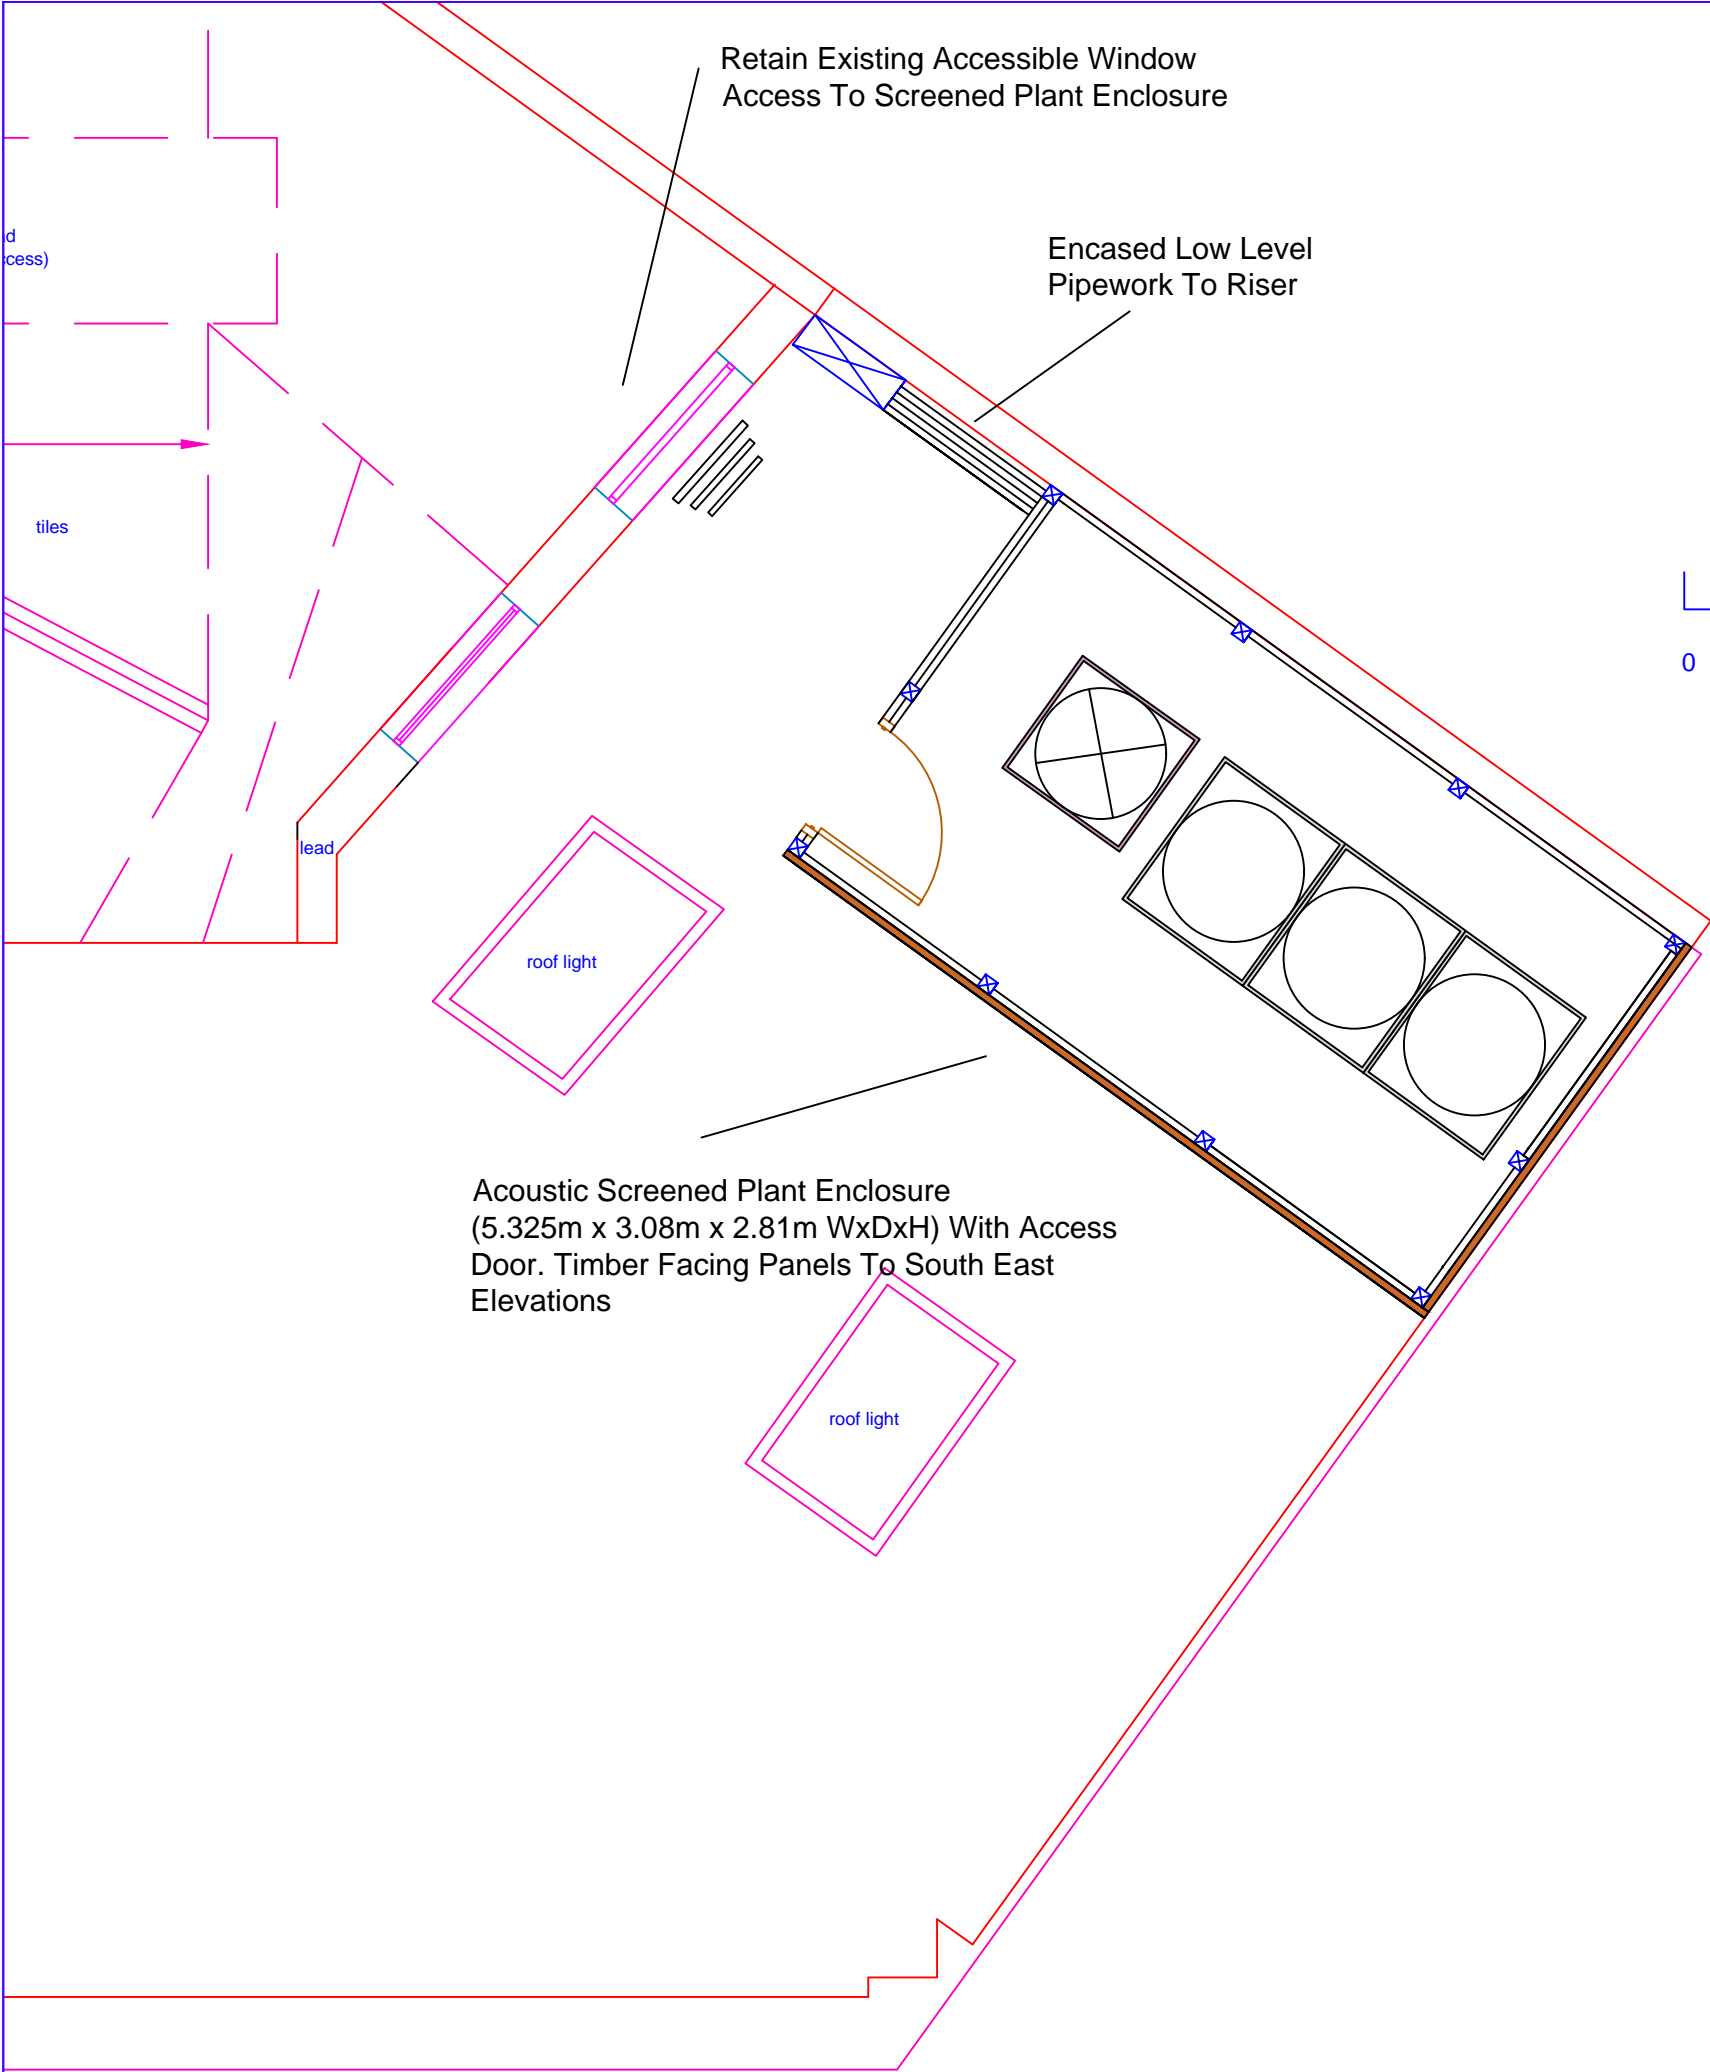 Retain Existing Accessible Window
Access To Screened Plant Enclosure
Encased Low Level
Pipework To Riser
ccess)
tiles
0
lead
roof light
Acoustic Screened Plant Enclosure
(5.325m x 3.08m x 2.81m WxDxH) With Access
Door. Timber Facing Panels To South East
Elevations
roof light